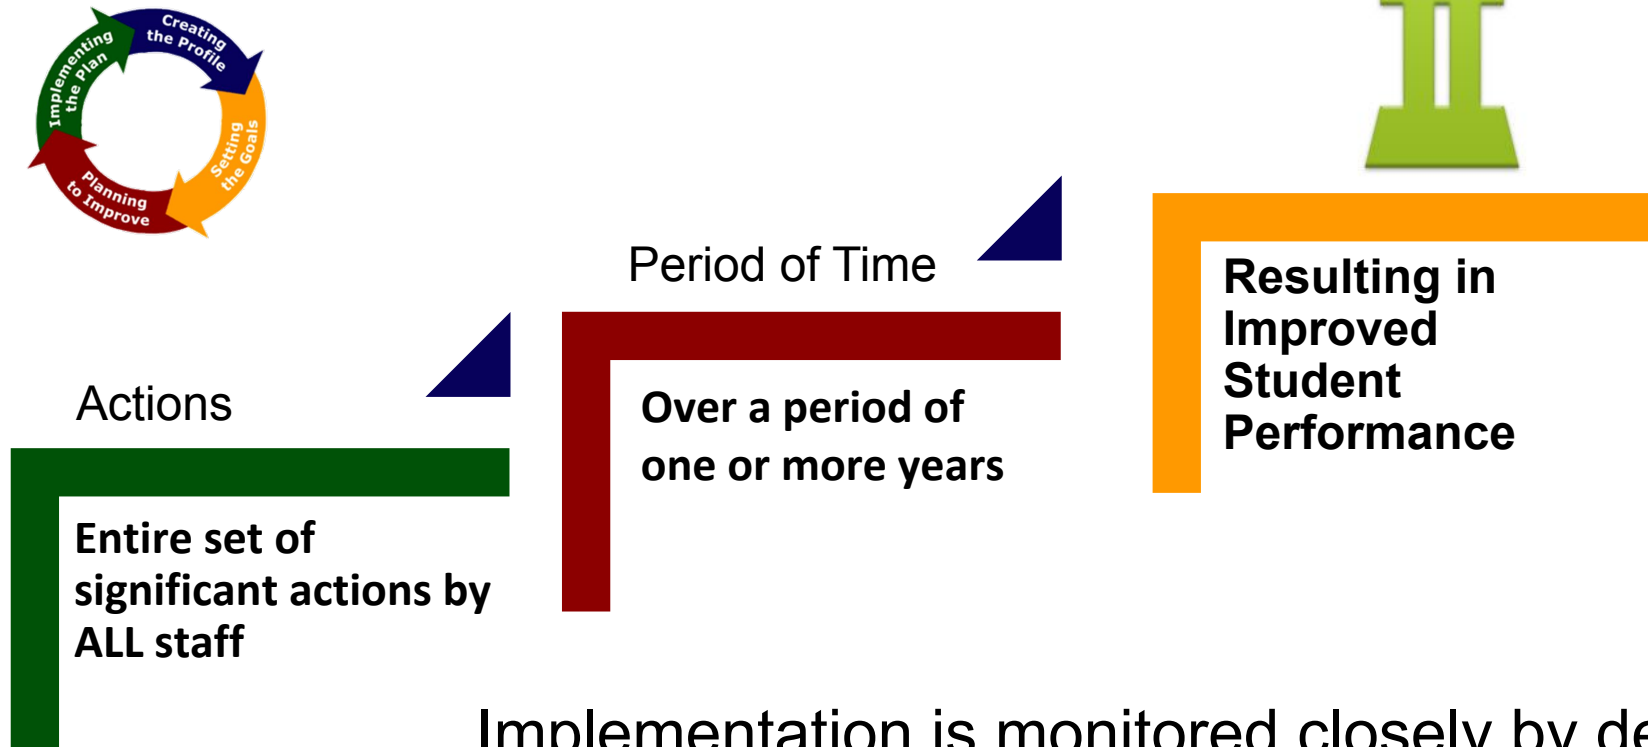 Creating
the Profile
Setting
the Goals
Planning
to Improve
Implementing
the Plan
Period of Time
Resulting in
Improved
Student
Performance
Actions
Over a period of
one or more years
Entire set of
significant actions by
ALL staff
Implementation is monitored closely by